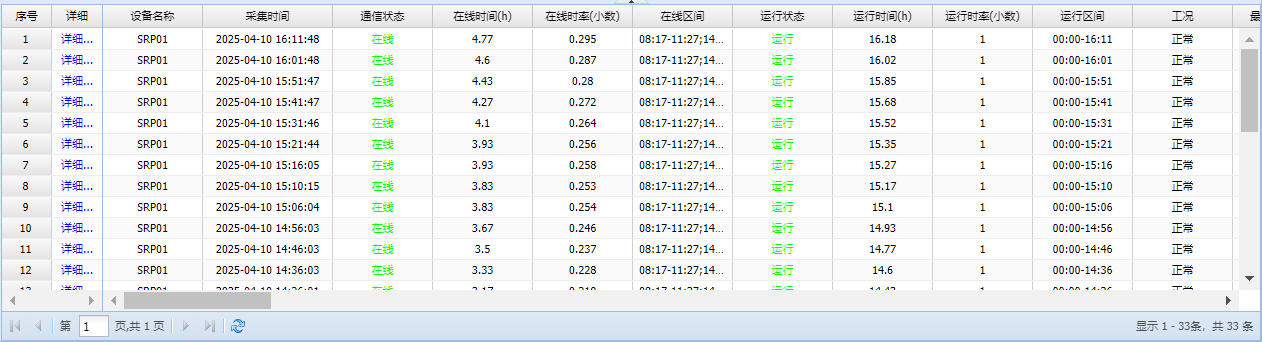 序号 详细 设备名称 采集时间 通信状态 在线时间(h) 在线时率(小数) 在线区间 运行状态 运行时间(h) 运行时率(小数) 运行区间 工况
1 详细... SRP01 2025-04-10 16:11:48 在线 4.77 0.295 08:17-11:27;14... 运行 16.18 1 00:00-16:11 正常
2 详细... SRP01 2025-04-10 16:01:48 在线 4.6 0.287 08:17-11:27;14... 运行 16.02 1 00:00-16:01 正常
3 详细... SRP01 2025-04-10 15:51:47 在线 4.43 0.28 08:17-11:27;14... 运行 15.85 1 00:00-15:51 正常
4 详细... SRP01 2025-04-10 15:41:47 在线 4.27 0.272 08:17-11:27;14... 运行 15.68 1 00:00-15:41 正常
5 详细... SRP01 2025-04-10 15:31:46 在线 4.1 0.264 08:17-11:27;14... 运行 15.52 1 00:00-15:31 正常
6 详细... SRP01 2025-04-10 15:21:44 在线 3.93 0.256 08:17-11:27;14... 运行 15.35 1 00:00-15:21 正常
7 详细... SRP01 2025-04-10 15:16:05 在线 3.93 0.258 08:17-11:27;14... 运行 15.27 1 00:00-15:16 正常
8 详细... SRP01 2025-04-10 15:10:15 在线 3.83 0.253 08:17-11:27;14... 运行 15.17 1 00:00-15:10 正常
9 详细... SRP01 2025-04-10 15:06:04 在线 3.83 0.254 08:17-11:27;14... 运行 15.1 1 00:00-15:06 正常
10 详细... SRP01 2025-04-10 14:56:03 在线 3.67 0.246 08:17-11:27;14... 运行 14.93 1 00:00-14:56 正常
11 详细... SRP01 2025-04-10 14:46:03 在线 3.5 0.237 08:17-11:27;14... 运行 14.77 1 00:00-14:46 正常
12 详细... SRP01 2025-04-10 14:36:03 在线 3.33 0.228 08:17-11:27;14... 运行 14.6 1 00:00-14:36 正常
第 1 页,共 1 页 显示 1 - 33条，共 33 条